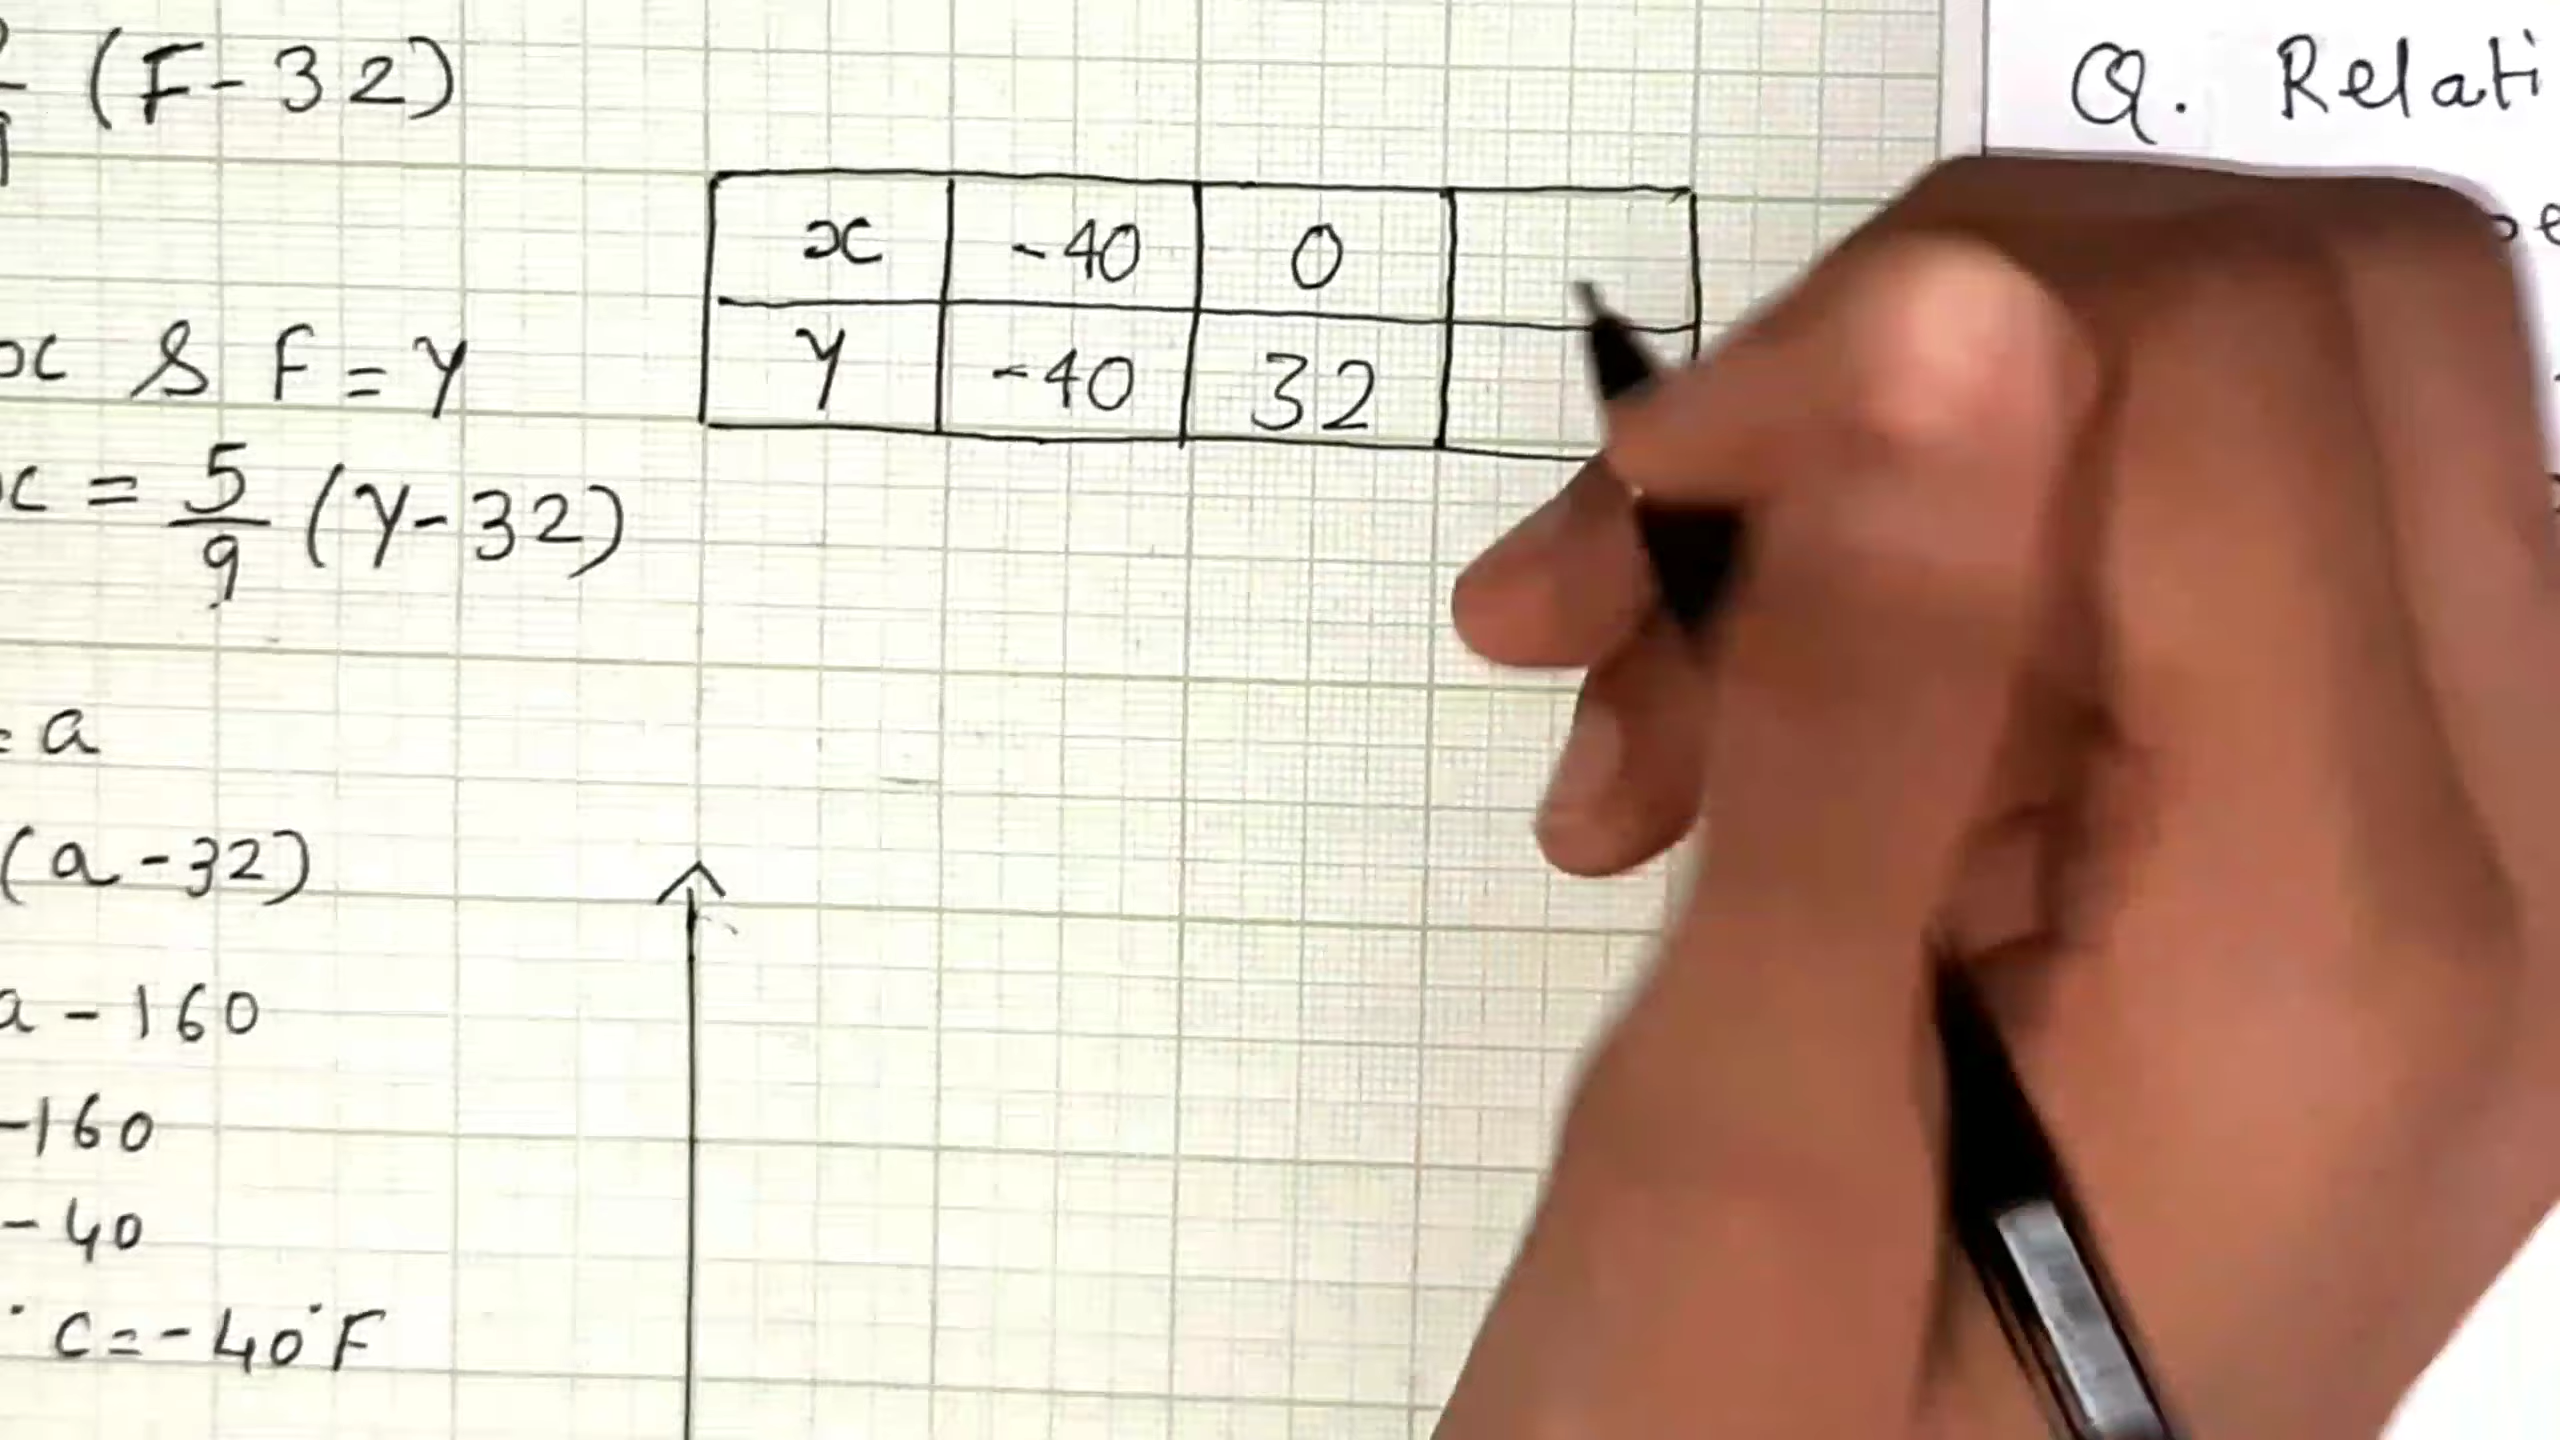 (F-32)
x & F = y
x = 5/9 (y-32)
= a
(a-32)
a - 160
-160
-40
°C = -40°F
x -40 0
y -40 32
Q. Relati